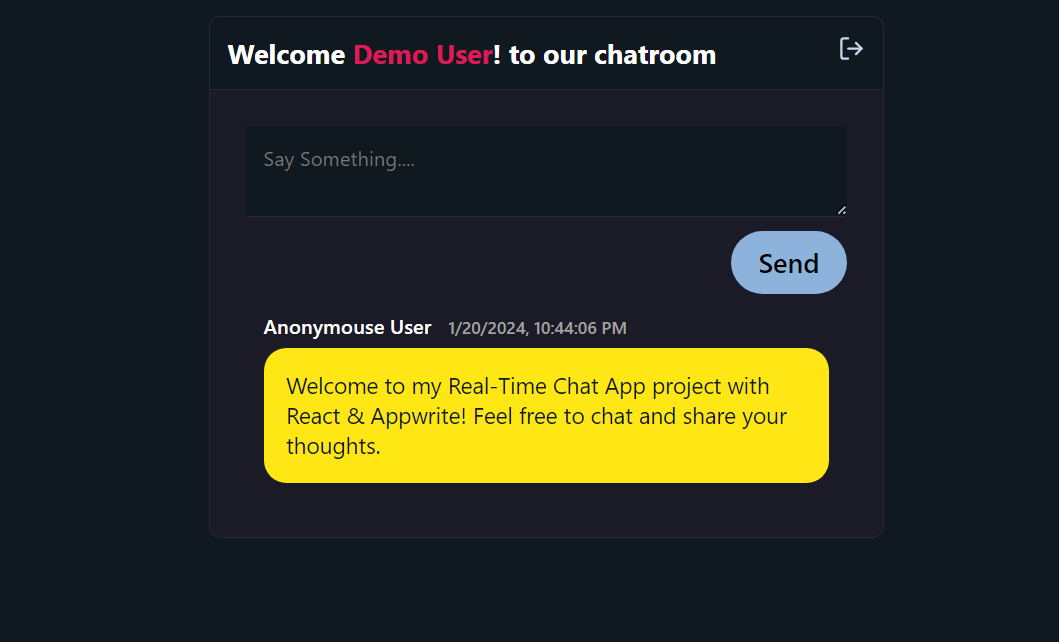 Welcome Demo User! to our chatroom
Say Something....
Send
Anonymouse User 1/20/2024, 10:44:06 PM
Welcome to my Real-Time Chat App project with
React & Appwrite! Feel free to chat and share your
thoughts.